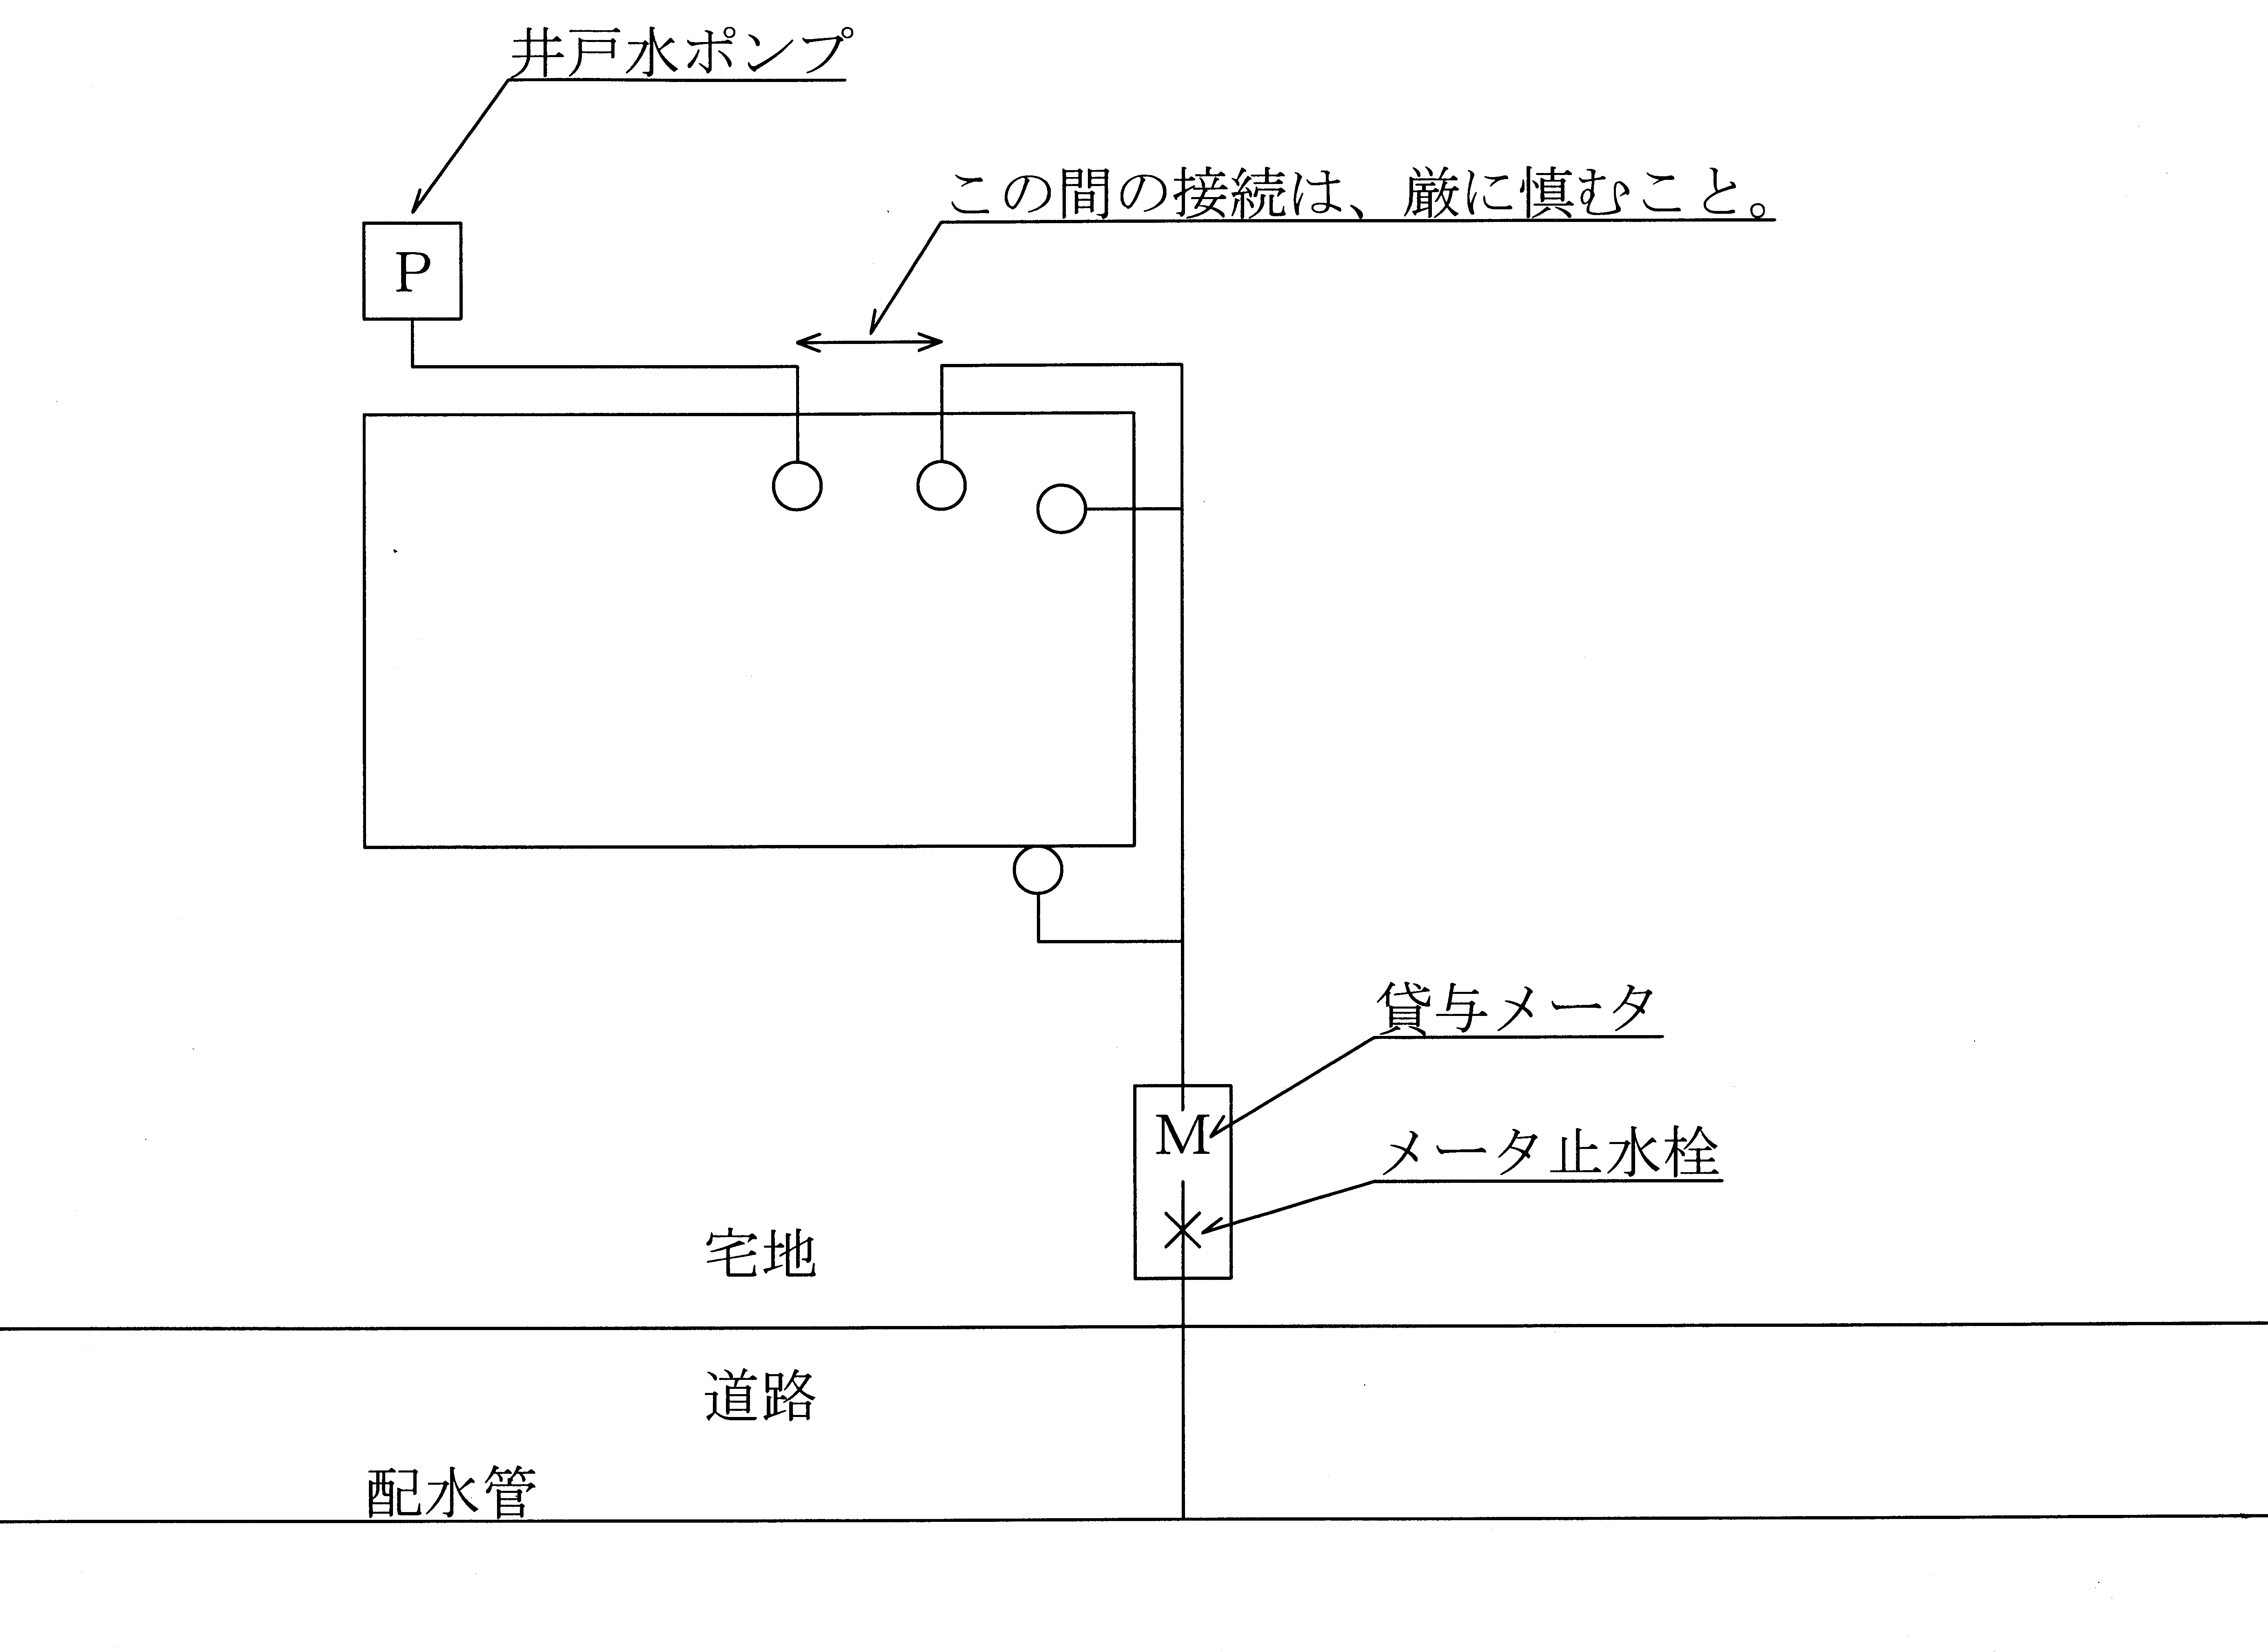 井戸水ポンプ
この間の接続は、厳に慎むこと。
P
貸与メータ
M
メータ止水栓
宅地
道路
配水管